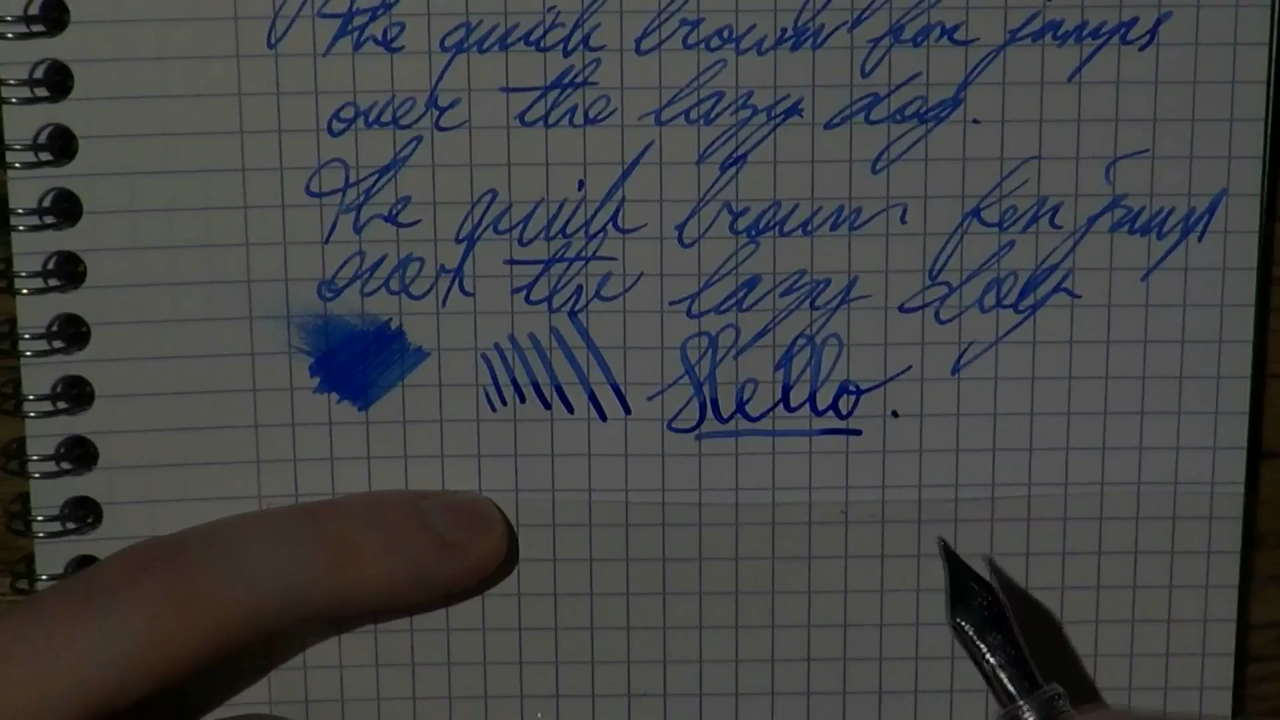 The quick brown fox jumps
over the lazy dog.
The quick brown fox jumps
over the lazy dog
Hello.